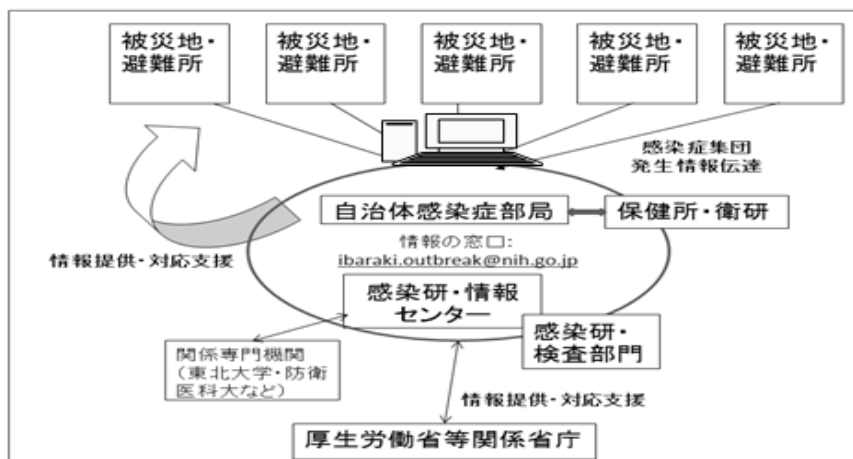 被災地・
避難所
被災地・
避難所
被災地・
避難所
被災地・
避難所
被災地・
避難所
感染症集団
発生情報伝達
自治体感染症部局
保健所・衛研
情報の窓口:
ibaraki.outbreak@nih.go.jp
情報提供・対応支援
感染研・情報
センター
感染研・
検査部門
関係専門機関
(東北大学・防衛
医科大など)
情報提供・対応支援
厚生労働省等関係省庁